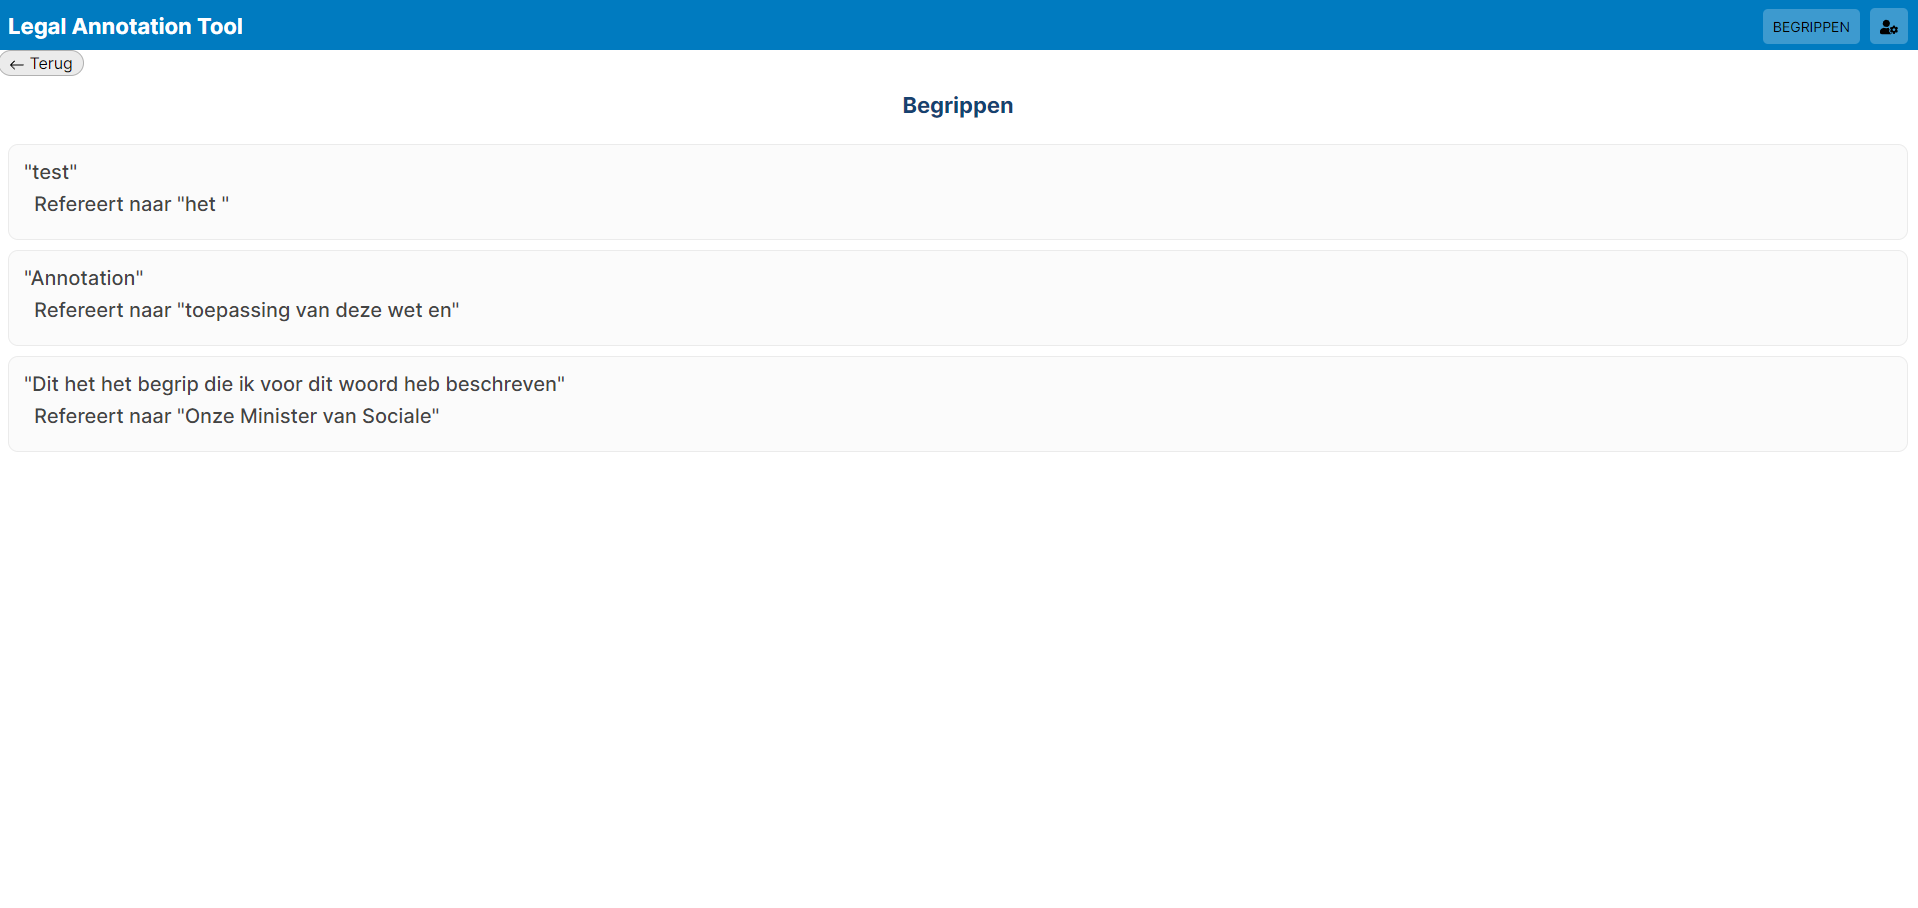 Legal Annotation Tool
BEGRIPPEN
← Terug
Begrippen
"test"
Refereert naar "het "
"Annotation"
Refereert naar "toepassing van deze wet en"
"Dit het het begrip die ik voor dit woord heb beschreven"
Refereert naar "Onze Minister van Sociale"